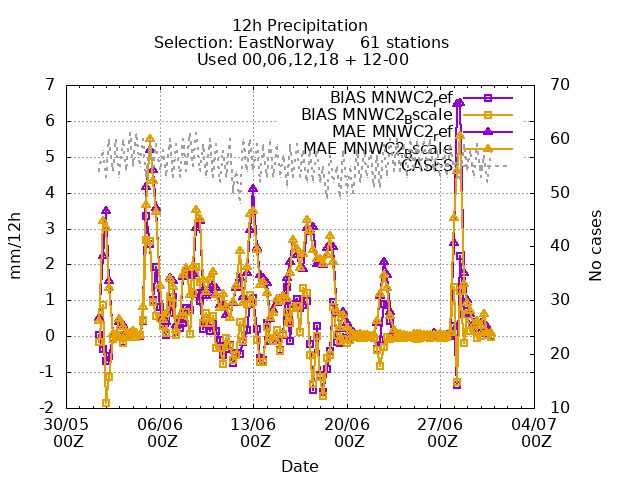 12h Precipitation
Selection: EastNorway     61 stations
Used 00,06,12,18 + 12-00
BIAS MNWC2_ref
BIAS MNWC2_Bscale
MAE MNWC2_ref
MAE MNWC2_Bscale
CASES
7
6
5
4
3
2
1
0
-1
-2
mm/12h
70
60
50
40
30
20
10
No cases
30/05 06/06 13/06 20/06 27/06 04/07
00Z 00Z 00Z 00Z 00Z 00Z
Date